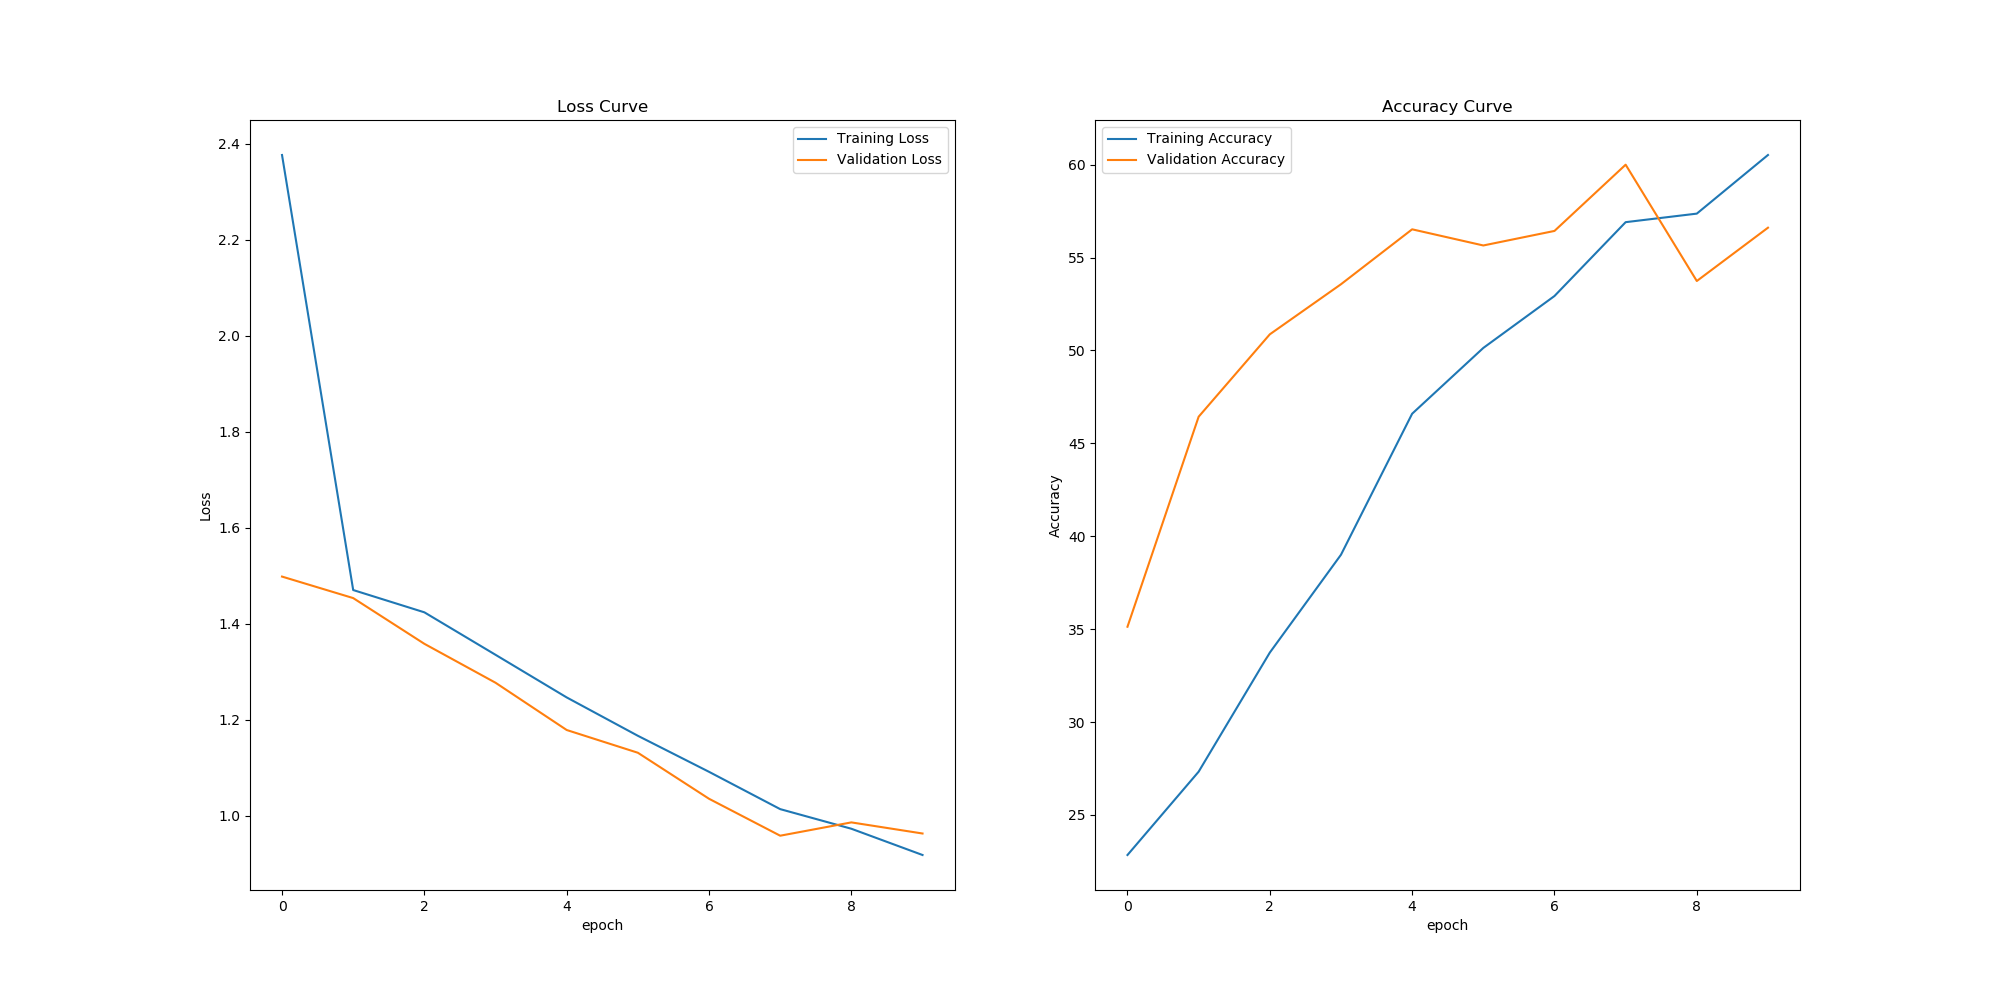 Loss Curve
Training Loss
Validation Loss
2.4
2.2
2.0
1.8
1.6
1.4
1.2
1.0
Loss
0 2 4 6 8
epoch
Accuracy Curve
Training Accuracy
Validation Accuracy
60
55
50
45
40
35
30
25
Accuracy
0 2 4 6 8
epoch